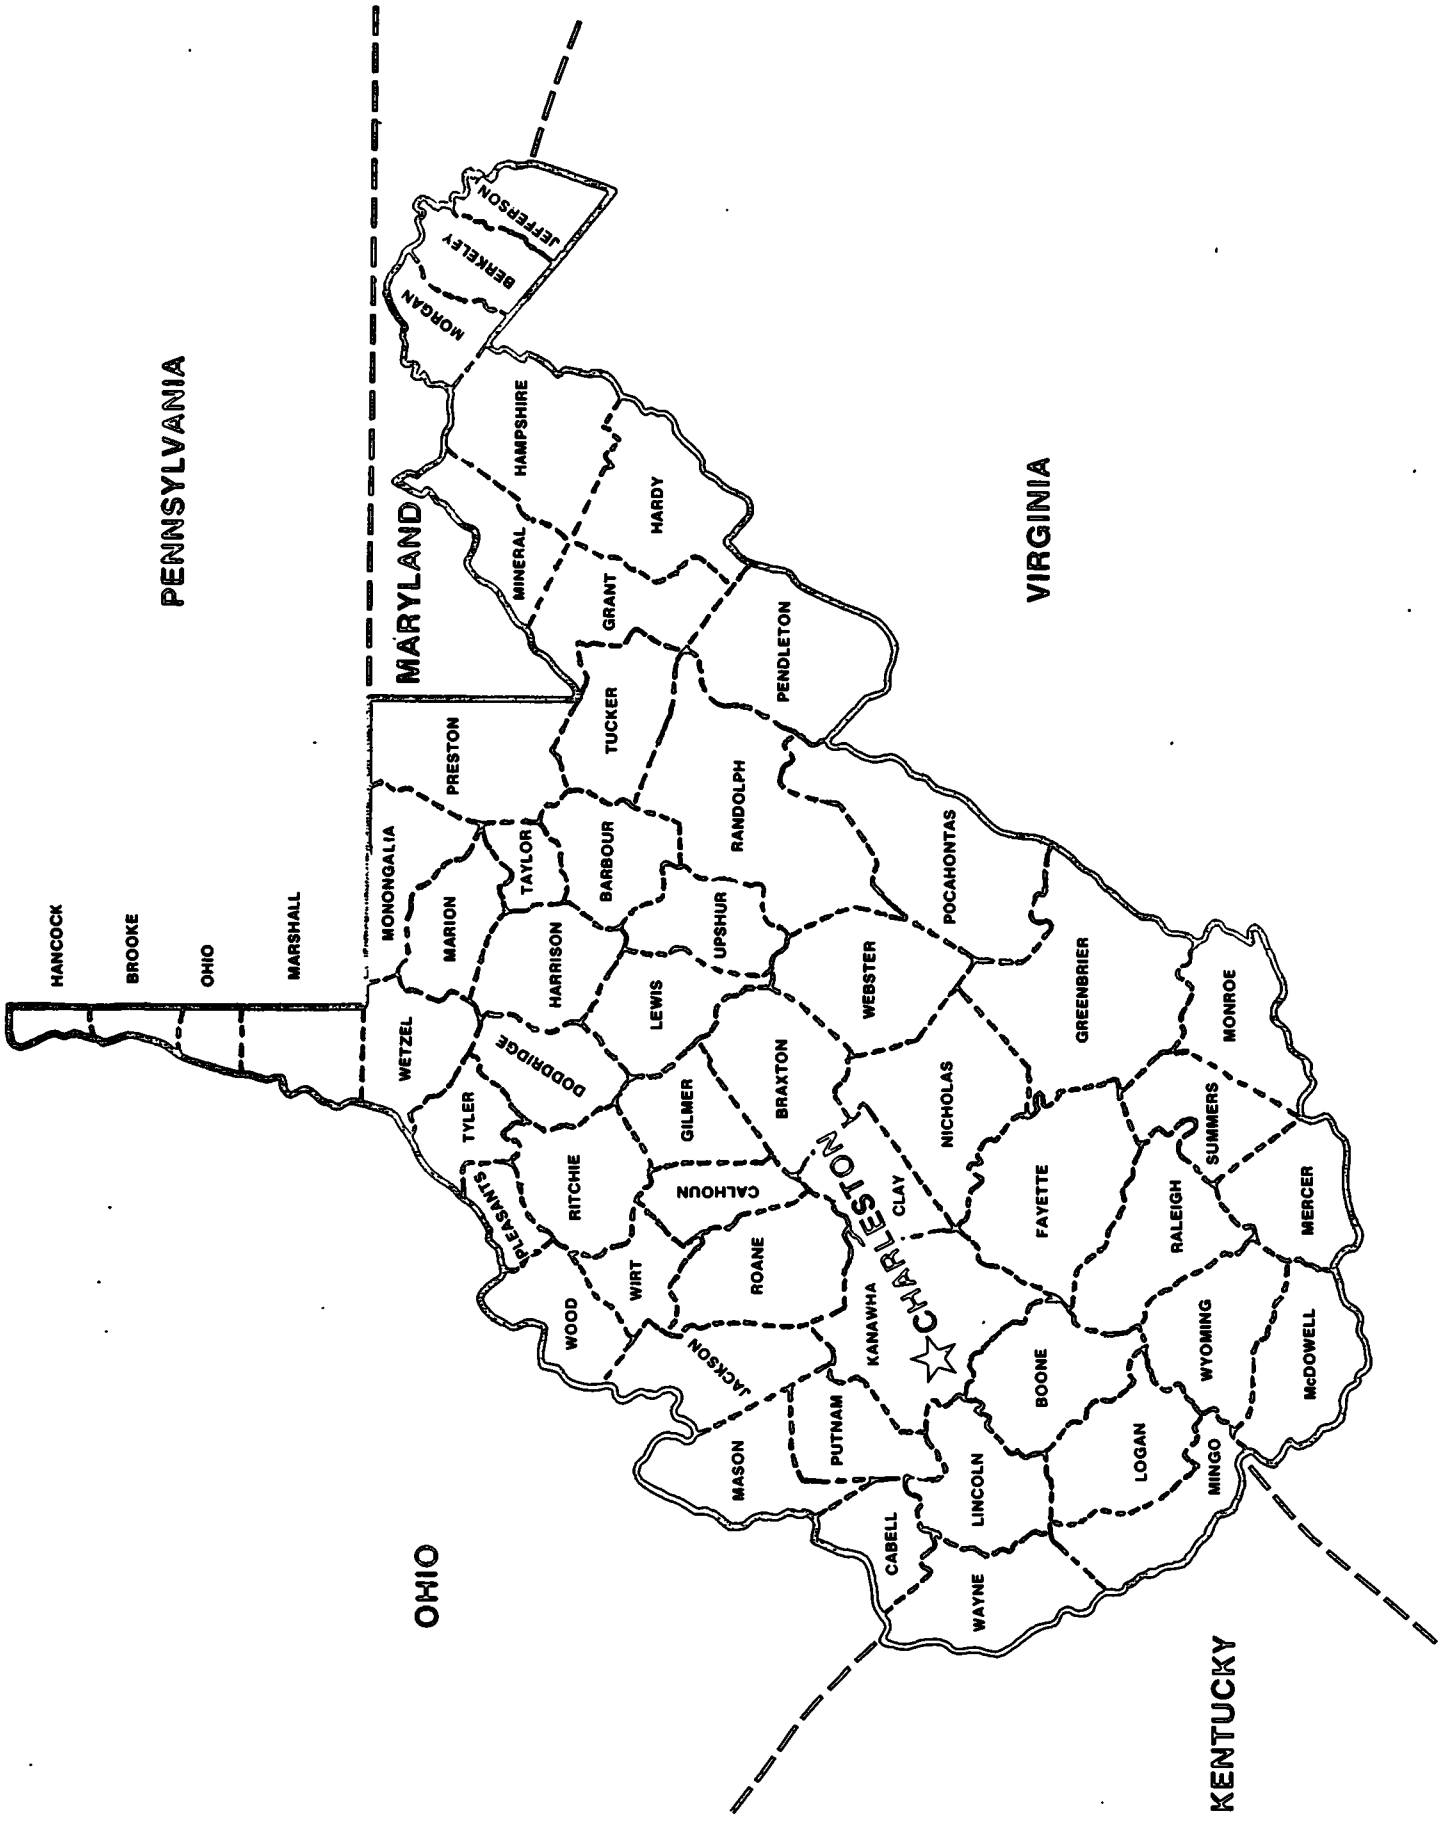 HANCOCK
BROOKE
OHIO
MARSHALL
PENNSYLVANIA
MARYLAND
OHIO
VIRGINIA
KENTUCKY
WETZEL
MONONGALIA
MARION
PRESTON
TYLER
DODDRIDGE
HARRISON
TAYLOR
BARBOUR
TUCKER
GRANT
MINERAL
HAMPSHIRE
MORGAN
BERKELEY
JEFFERSON
HARDY
PENDLETON
PLEASANTS
RITCHIE
WOOD
WIRT
CALHOUN
GILMER
LEWIS
UPSHUR
RANDOLPH
JACKSON
ROANE
BRAXTON
WEBSTER
POCAHONTAS
MASON
PUTNAM
KANAWHA
CHARLESTON
CLAY
NICHOLAS
GREENBRIER
CABELL
WAYNE
LINCOLN
BOONE
FAYETTE
LOGAN
MINGO
WYOMING
RALEIGH
SUMMERS
MONROE
McDOWELL
MERCER